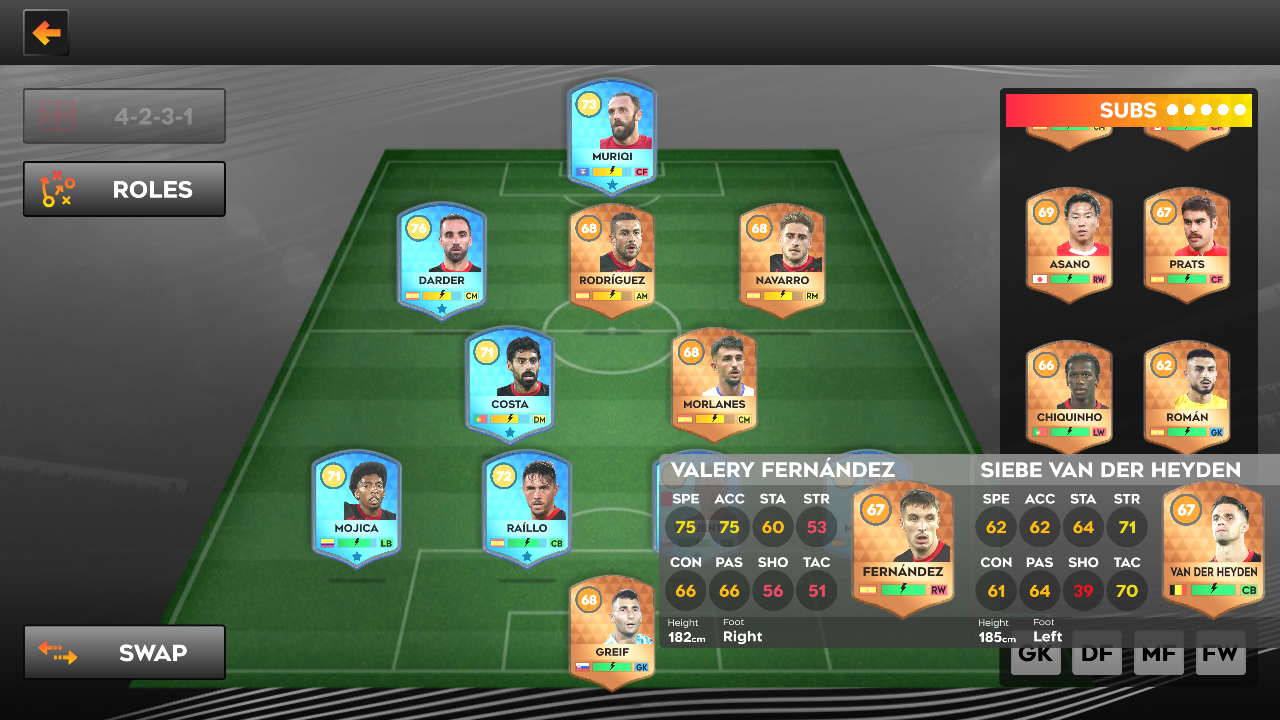 4-2-3-1
ROLES
SUBS
73
MURIQI
CF
76
DARDER
CM
68
RODRÍGUEZ
AM
68
NAVARRO
RM
69
ASANO
RW
67
PRATS
CF
71
COSTA
DM
68
MORLANES
CM
66
CHIQUINHO
LW
62
ROMÁN
GK
71
MOJICA
LB
72
RAÍLLO
CB
VALERY FERNÁNDEZ
SPE ACC STA STR
75 75 60 53
CON PAS SHO TAC
66 66 56 51
Height
182cm
Foot
Right
67
FERNÁNDEZ
RW
SIEBE VAN DER HEYDEN
SPE ACC STA STR
62 62 64 71
CON PAS SHO TAC
61 64 39 70
Height
185cm
Foot
Left
67
VAN DER HEYDEN
CB
68
GREIF
GK
SWAP
GK DF MF FW